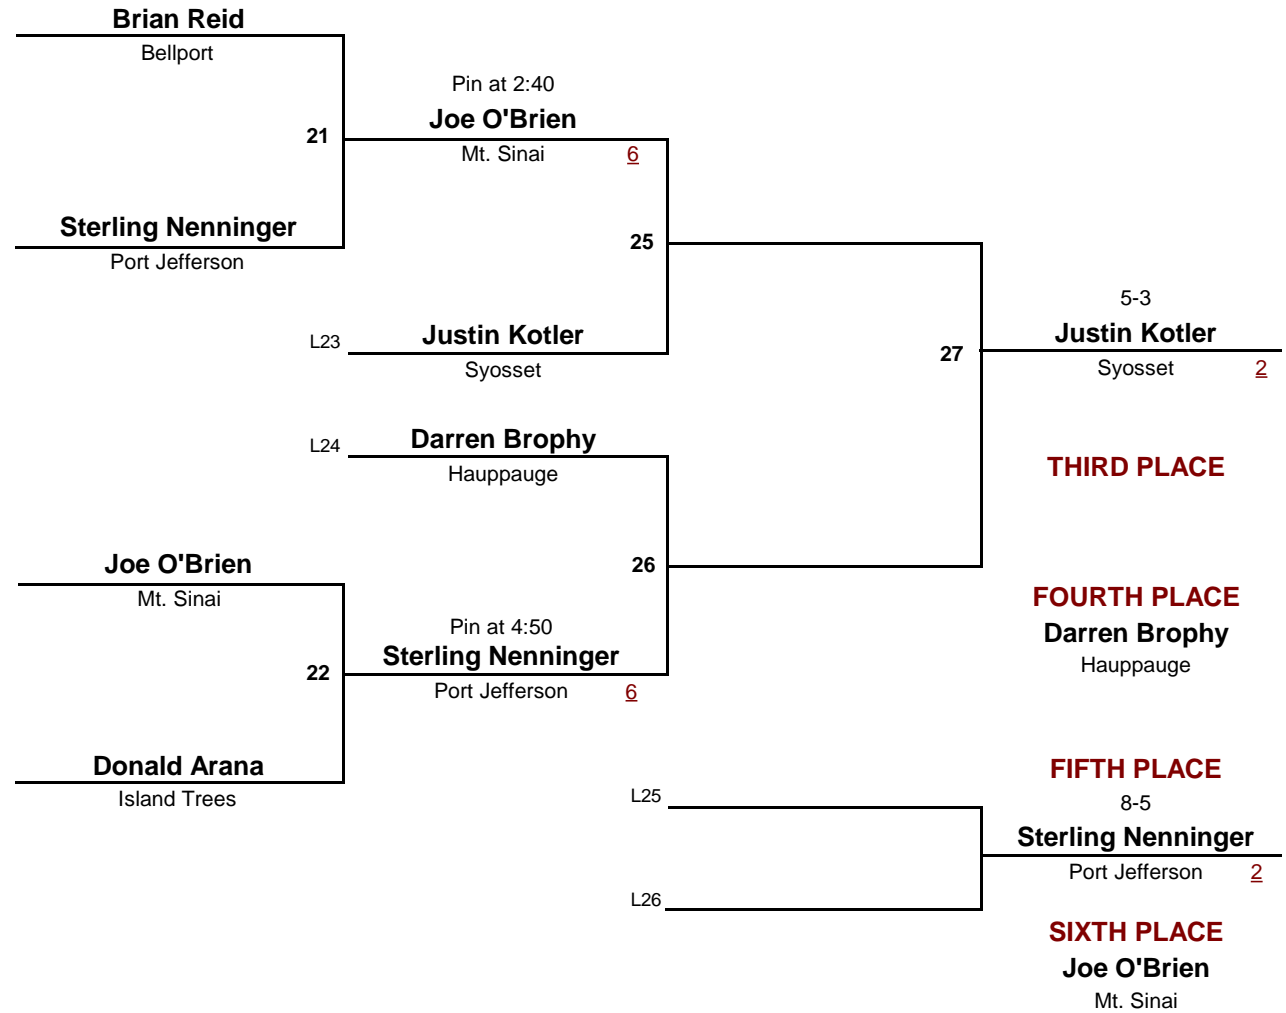 Brian Reid
Bellport
Pin at 2:40
21
Joe O'Brien
Mt. Sinai
6
Sterling Nenninger
Port Jefferson
25
L23
Justin Kotler
Syosset
5-3
27
Justin Kotler
Syosset
2
L24
Darren Brophy
Hauppauge
THIRD PLACE
Joe O'Brien
Mt. Sinai
26
FOURTH PLACE
Darren Brophy
Hauppauge
Pin at 4:50
22
Sterling Nenninger
Port Jefferson
6
Donald Arana
Island Trees
FIFTH PLACE
L25
8-5
Sterling Nenninger
Port Jefferson
2
L26
SIXTH PLACE
Joe O'Brien
Mt. Sinai